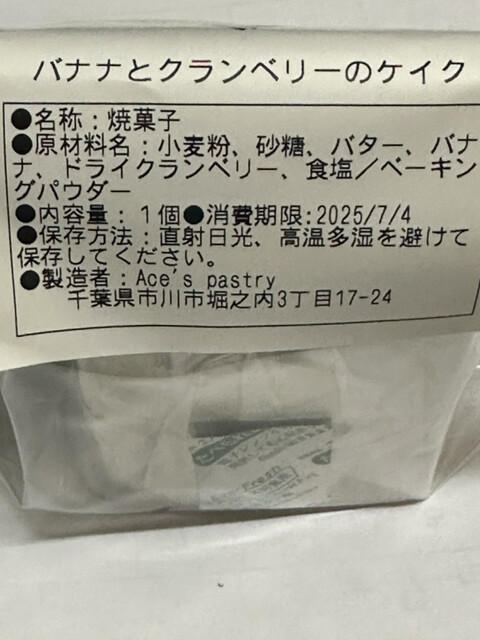 バナナとクランベリーのケイク
●名称：焼菓子
●原材料名：小麦粉、砂糖、バター、バナ
ナ、ドライクランベリー、食塩／ベーキン
グパウダー
●内容量：1個●消費期限:2025/7/4
●保存方法：直射日光、高温多湿を避けて
保存してください。
●製造者：Ace's pastry
千葉県市川市堀之内3丁目17-24